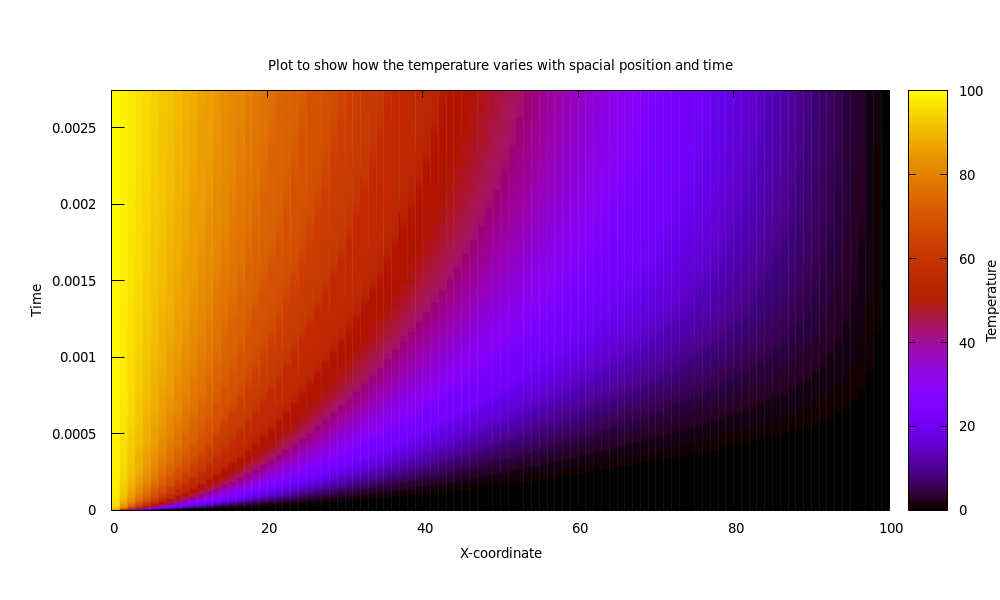 Plot to show how the temperature varies with spacial position and time
0.0025
0.002
0.0015
0.001
0.0005
0
Time
0 20 40 60 80 100
X-coordinate
100
80
60
40
20
0
Temperature